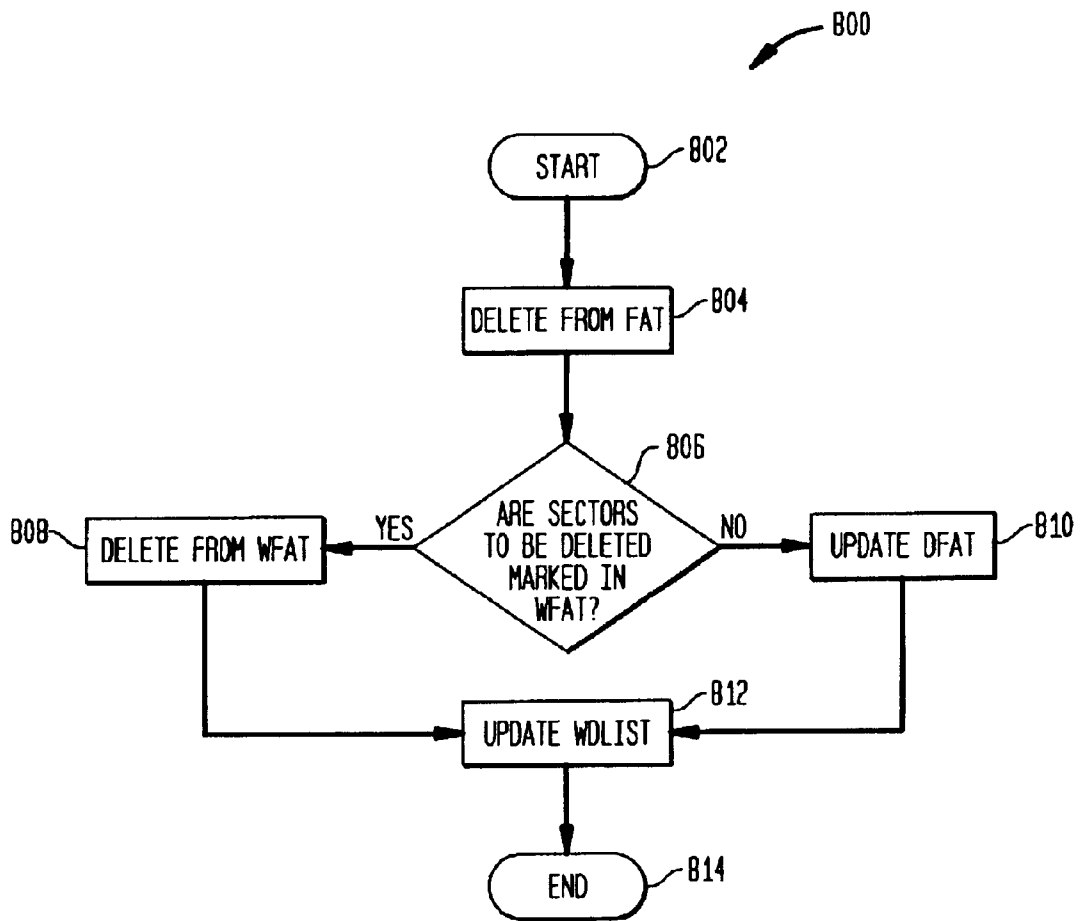 800
START
802
DELETE FROM FAT
804
806
ARE SECTORS
TO BE DELETED
MARKED IN
WFAT?
YES
NO
808
DELETE FROM WFAT
UPDATE DFAT
810
812
UPDATE WDLIST
END
814